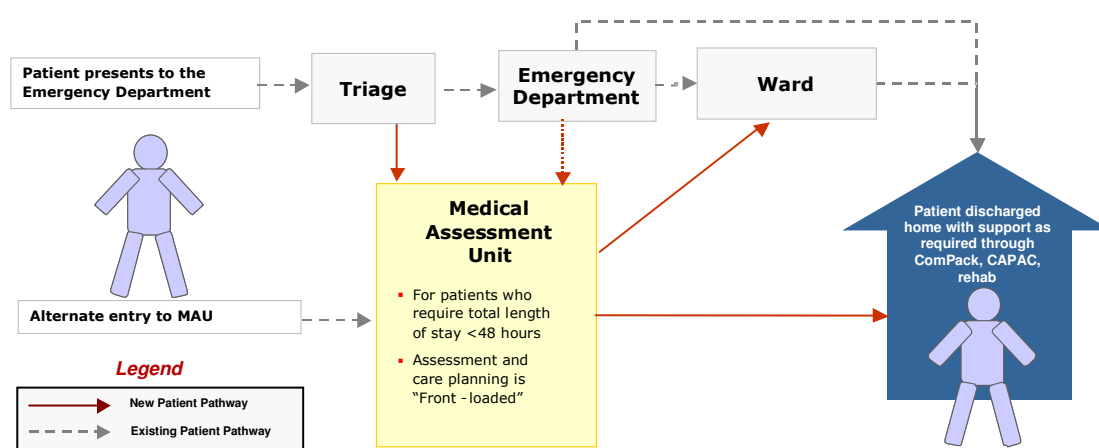 Patient presents to the
Emergency Department
Triage
Emergency
Department
Ward
Medical
Assessment
Unit
▪ For patients who
require total length
of stay <48 hours
▪ Assessment and
care planning is
“Front -loaded”
Patient discharged
home with support as
required through
ComPack, CAPAC,
rehab
Alternate entry to MAU
Legend
New Patient Pathway
Existing Patient Pathway